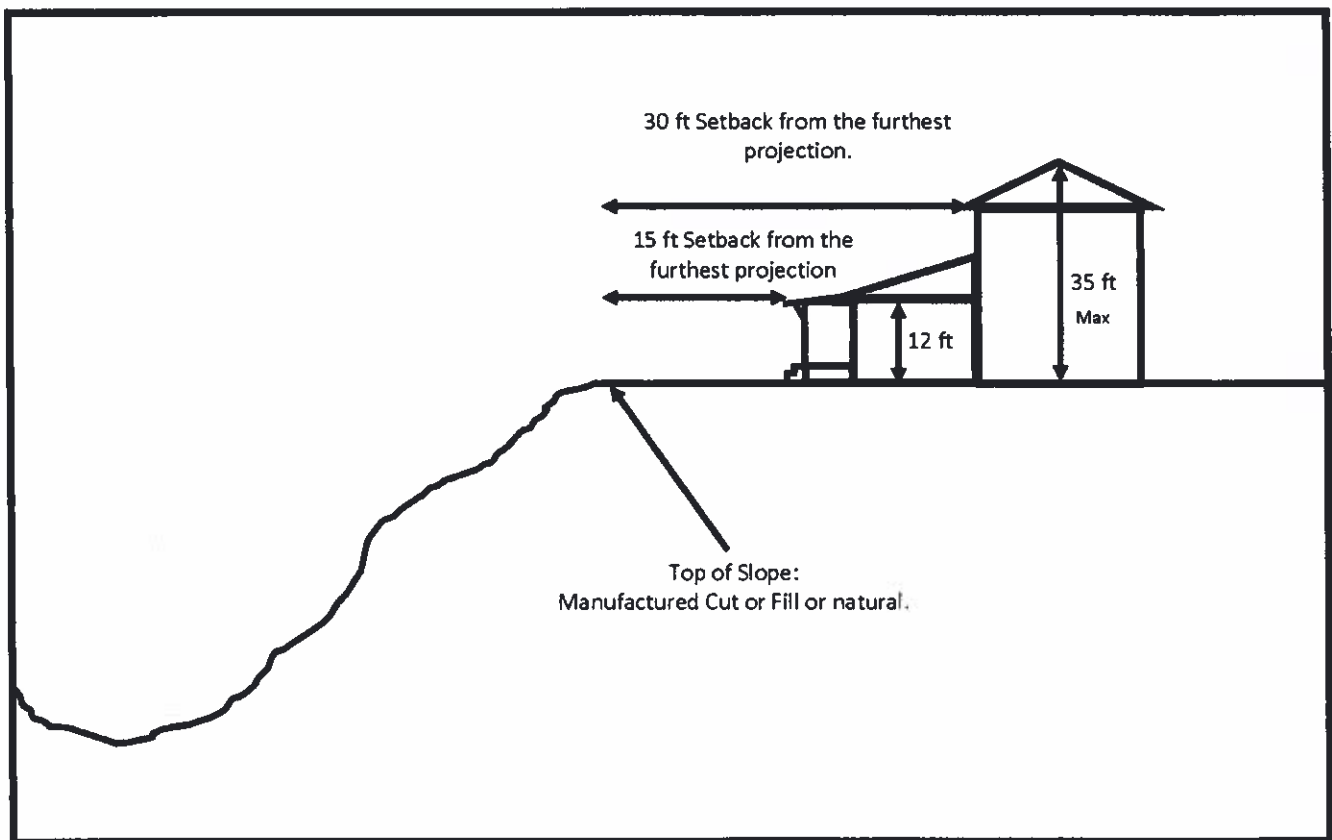 30 ft Setback from the furthest
projection.
15 ft Setback from the
furthest projection
35 ft
Max
12 ft
Top of Slope:
Manufactured Cut or Fill or natural.